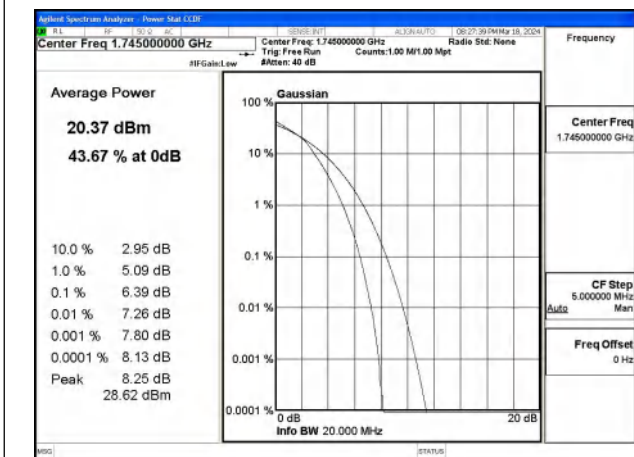 Agilent Spectrum Analyzer - Power Stat CCDF
RL RF 50 Ω AC SENSE:INT ALIGNAUTO 08:27:39 PM Mar 18, 2024
Center Freq 1.745000000 GHz
Center Freq: 1.745000000 GHz Radio Std: None
Trig: Free Run Counts:1.00 M/1.00 Mpt
#IFGain:Low #Atten: 40 dB
Frequency
Average Power
20.37 dBm
43.67 % at 0dB
10.0 % 2.95 dB
1.0 % 5.09 dB
0.1 % 6.39 dB
0.01 % 7.26 dB
0.001 % 7.80 dB
0.0001 % 8.13 dB
Peak 8.25 dB
28.62 dBm
Gaussian
100 %
10 %
1 %
0.1 %
0.01 %
0.001 %
0.0001 %
0 dB 20 dB
Info BW 20.000 MHz
Center Freq
1.745000000 GHz
CF Step
5.000000 MHz
Auto Man
Freq Offset
0 Hz
MSG STATUS